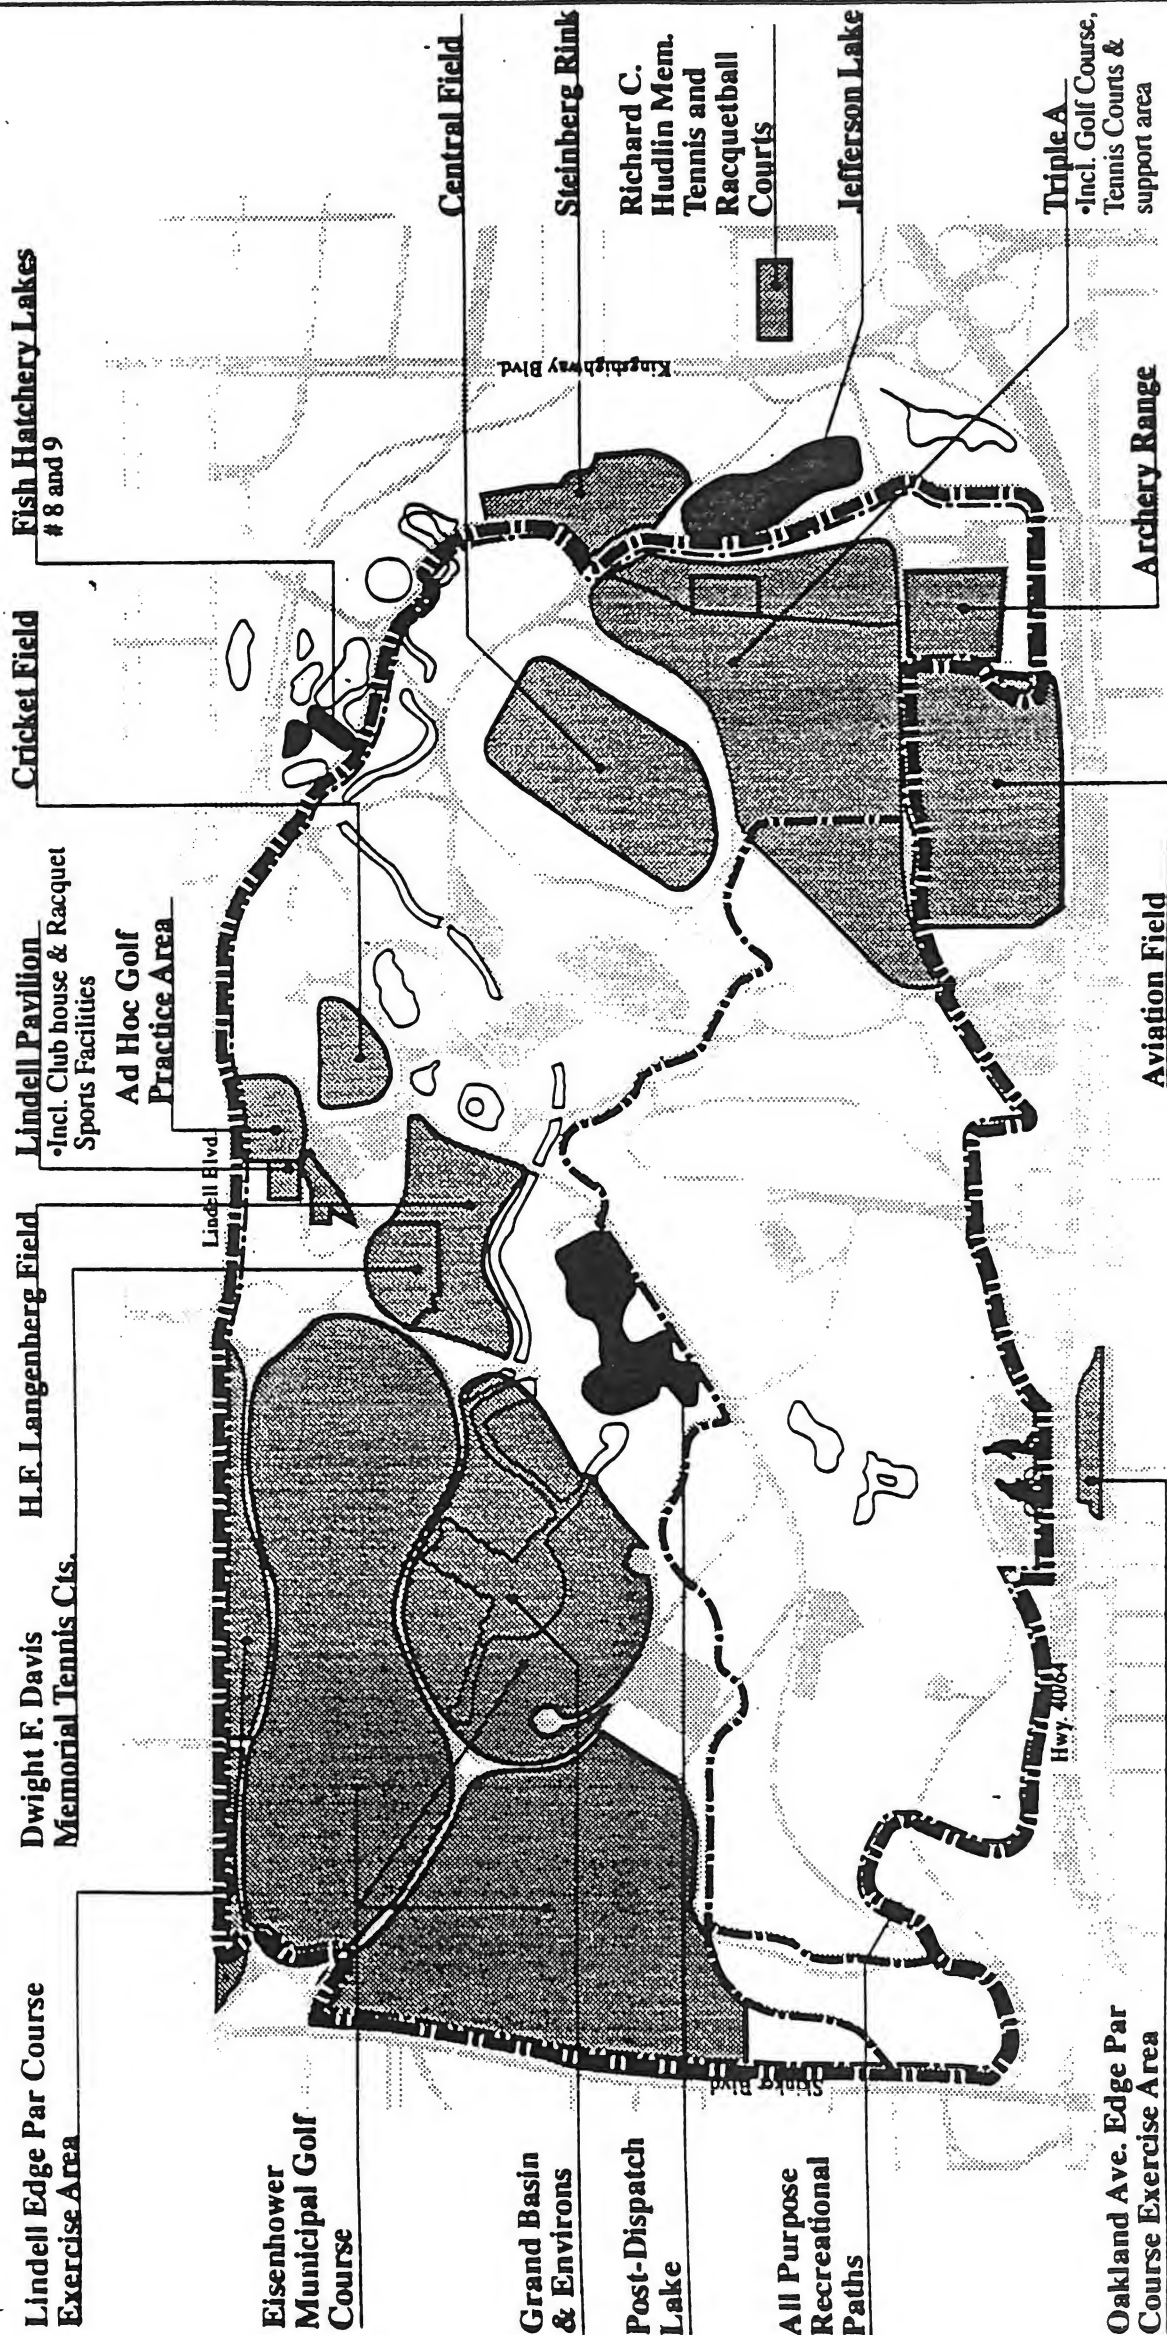 Lindell Edge Par Course
Exercise Area
Dwight F. Davis
Memorial Tennis Cts.
H.F. Langenberg Field
Lindell Pavilion
•Incl. Club house & Racquet
Sports Facilities
Ad Hoc Golf
Practice Area
Cricket Field
Fish Hatchery Lakes
# 8 and 9
Central Field
Steinberg Rink
Richard C.
Hudlin Mem.
Tennis and
Racquetball
Courts
Jefferson Lake
Triple A
•Incl. Golf Course,
Tennis Courts &
support area
Lindell Blvd.
Kingshighway Blvd.
Skinker Blvd.
Hwy. 40/64
Eisenhower
Municipal Golf
Course
Grand Basin
& Environs
Post-Dispatch
Lake
All Purpose
Recreational
Paths
Oakland Ave. Edge Par
Course Exercise Area
Aviation Field
Archery Range